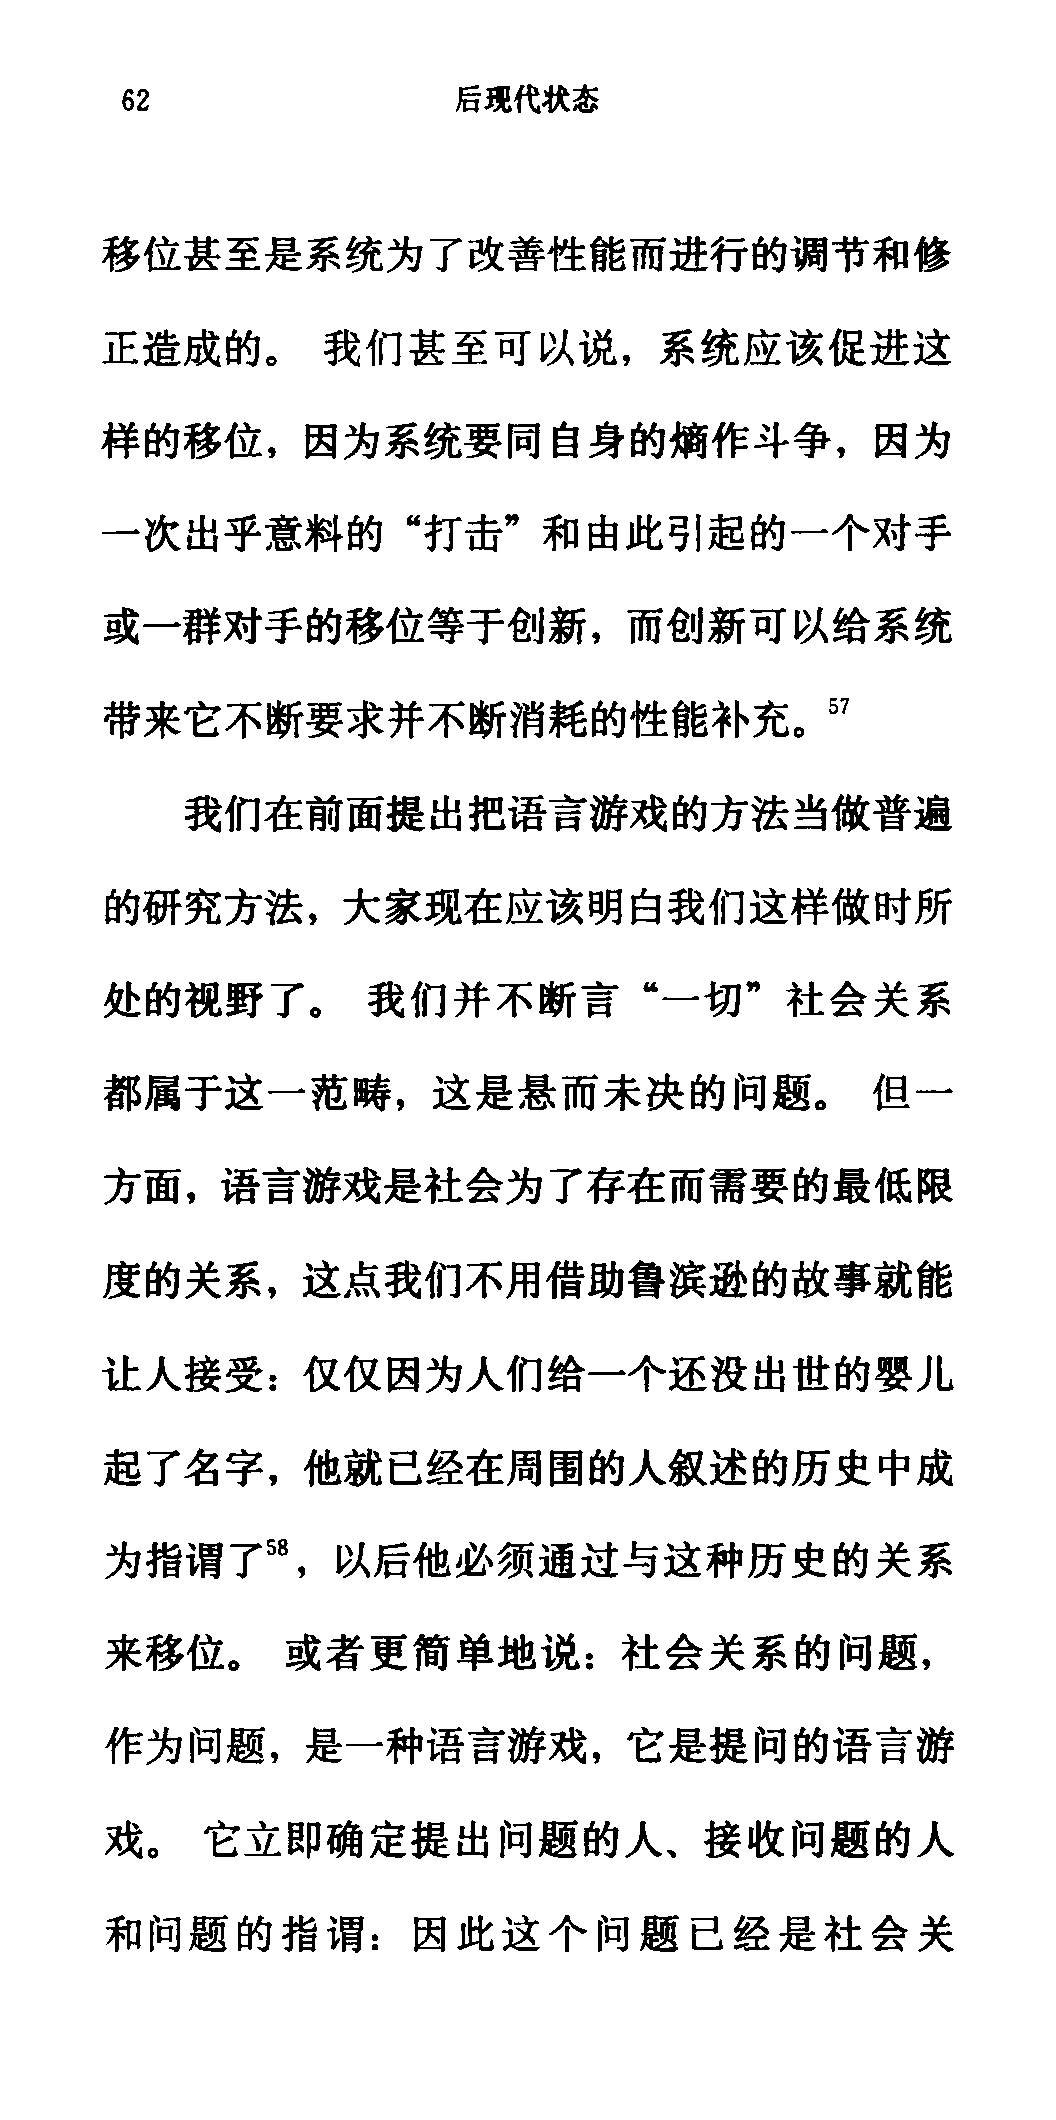 62 后现代状态
移位甚至是系统为了改善性能而进行的调节和修
正造成的。 我们甚至可以说，系统应该促进这
样的移位，因为系统要同自身的熵作斗争，因为
一次出乎意料的“打击”和由此引起的一个对手
或一群对手的移位等于创新，而创新可以给系统
带来它不断要求并不断消耗的性能补充。57
我们在前面提出把语言游戏的方法当做普遍
的研究方法，大家现在应该明白我们这样做时所
处的视野了。 我们并不断言“一切”社会关系
都属于这一范畴，这是悬而未决的问题。 但一
方面，语言游戏是社会为了存在而需要的最低限
度的关系，这点我们不用借助鲁滨逊的故事就能
让人接受：仅仅因为人们给一个还没出世的婴儿
起了名字，他就已经在周围的人叙述的历史中成
为指谓了58，以后他必须通过与这种历史的关系
来移位。 或者更简单地说：社会关系的问题，
作为问题，是一种语言游戏，它是提问的语言游
戏。 它立即确定提出问题的人、接收问题的人
和问题的指谓：因此这个问题已经是社会关